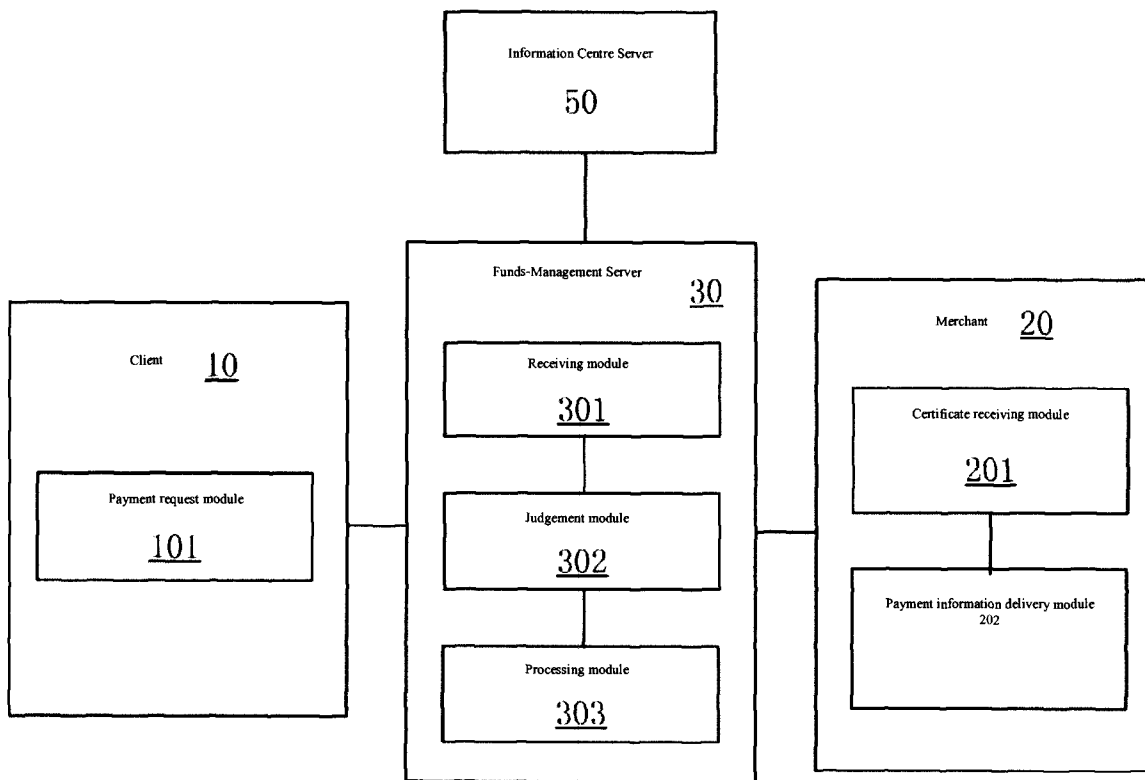 Information Centre Server
50
Funds-Management Server
30
Receiving module
301
Judgement module
302
Processing module
303
Client 10
Payment request module
101
Merchant 20
Certificate receiving module
201
Payment information delivery module
202